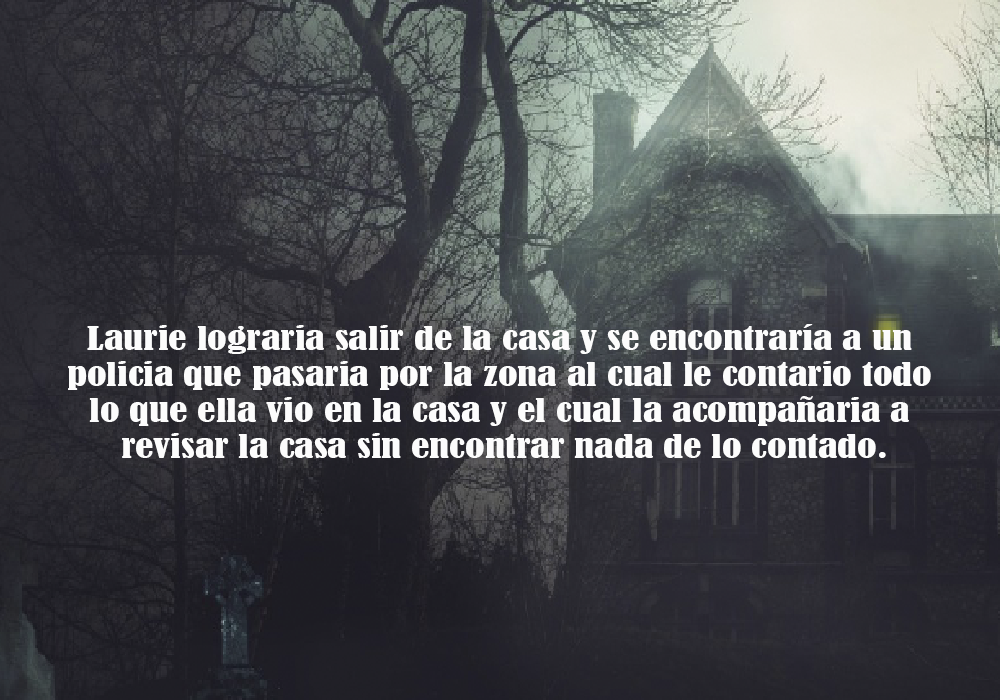 Laurie lograria salir de la casa y se encontraría a un
policia que pasaria por la zona al cual le contario todo
lo que ella vio en la casa y el cual la acompañaria a
revisar la casa sin encontrar nada de lo contado.